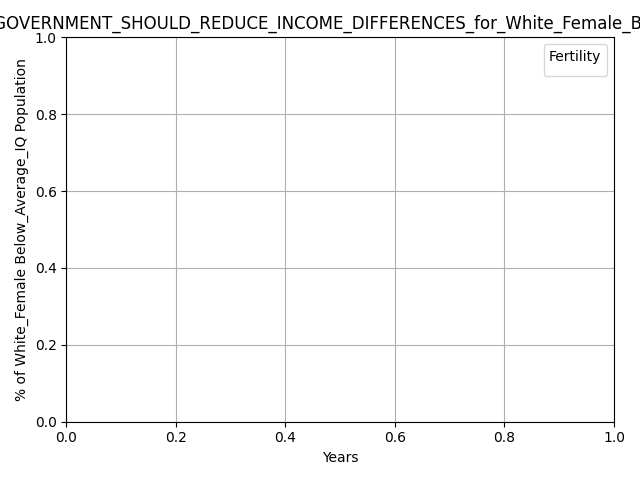 GOVERNMENT_SHOULD_REDUCE_INCOME_DIFFERENCES_for_White_Female_B
Fertility
% of White_Female Below_Average_IQ Population
1.0
0.8
0.6
0.4
0.2
0.0
0.0 0.2 0.4 0.6 0.8 1.0
Years